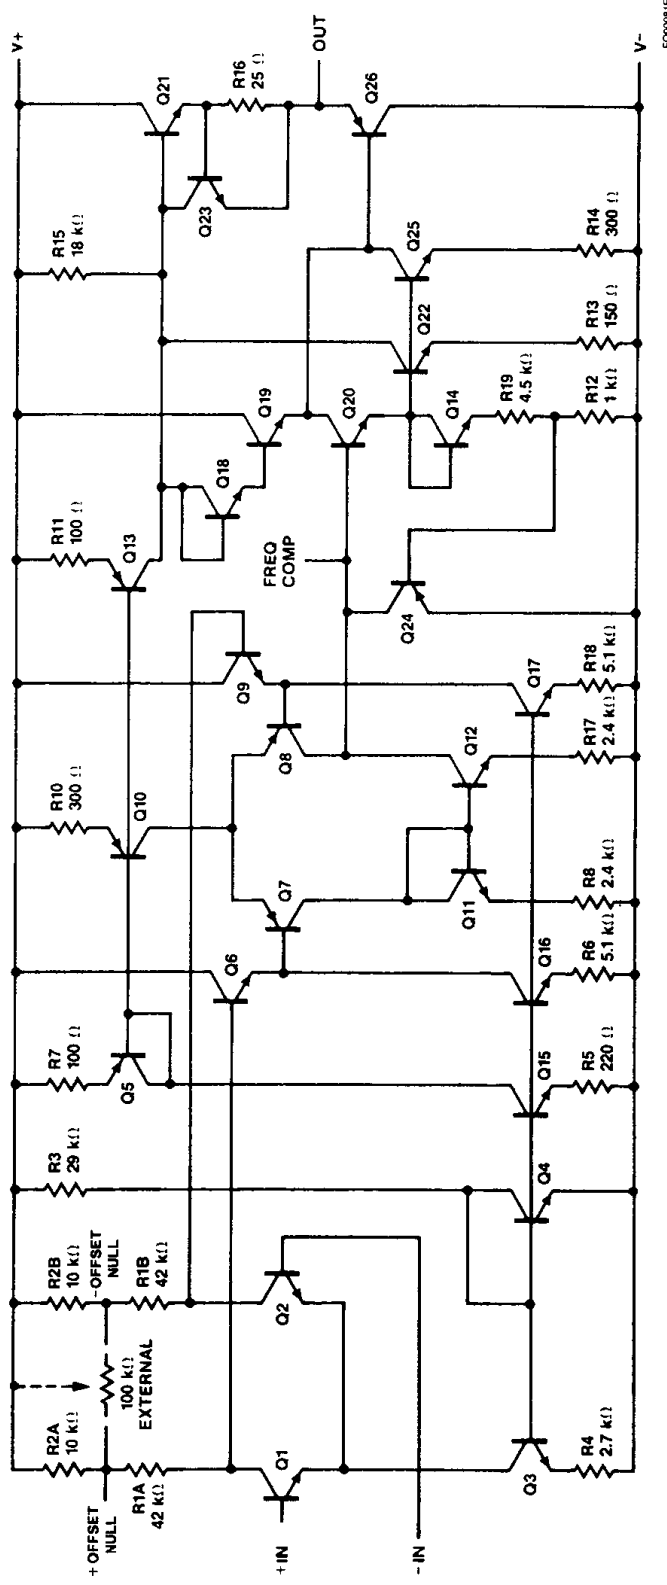 V+
R2A
10 kΩ
+ OFFSET
NULL
R1A
42 kΩ
100 kΩ
EXTERNAL
R2B
10 kΩ
-OFFSET
NULL
R1B
42 kΩ
+IN
Q1
-IN
Q2
Q3
R4
2.7 kΩ
R3
29 kΩ
Q4
R7
100 Ω
Q5
Q15
R5
220 Ω
Q6
Q16
R6
5.1 kΩ
R10
300 Ω
Q10
Q7
Q8
Q9
Q11
Q12
R8
2.4 kΩ
R17
2.4 kΩ
Q17
R18
5.1 kΩ
R11
100 Ω
Q13
FREQ
COMP
Q18
Q19
Q20
Q24
Q14
R19
4.5 kΩ
R12
1 kΩ
Q22
R13
150 Ω
Q25
R14
300 Ω
R15
18 kΩ
Q23
Q21
R16
25 Ω
OUT
Q26
V-